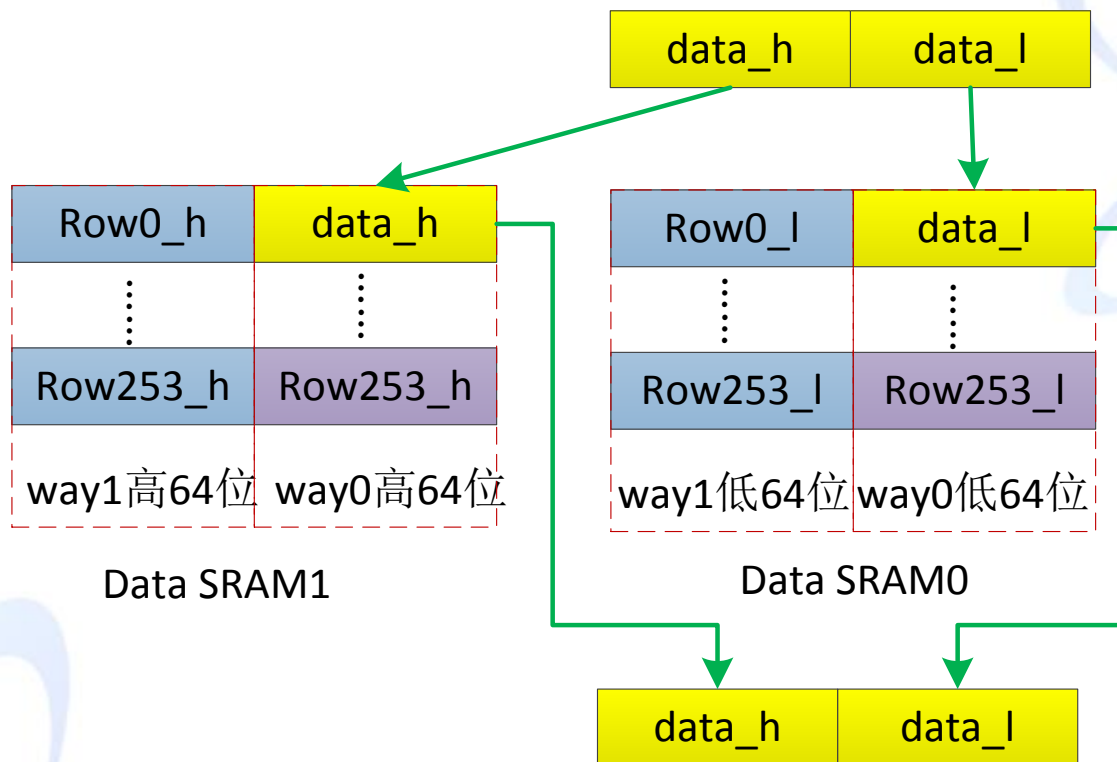 data_h data_l
Row0_h data_h Row0_l data_l
Row253_h Row253_h Row253_l Row253_l
way1高64位 way0高64位 way1低64位 way0低64位
Data SRAM1 Data SRAM0
data_h data_l